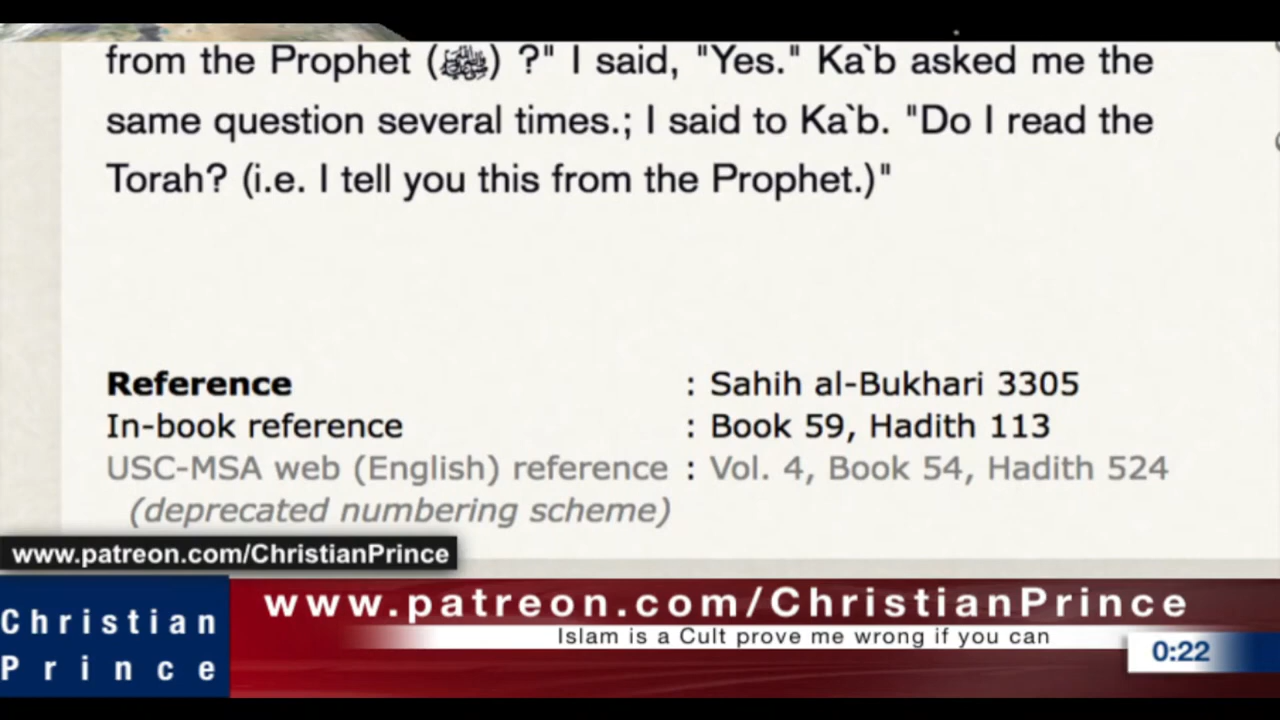 from the Prophet (ﷺ) ?" I said, "Yes." Ka`b asked me the
same question several times.; I said to Ka`b. "Do I read the
Torah? (i.e. I tell you this from the Prophet.)"
Reference : Sahih al-Bukhari 3305
In-book reference : Book 59, Hadith 113
USC-MSA web (English) reference : Vol. 4, Book 54, Hadith 524
(deprecated numbering scheme)
www.patreon.com/ChristianPrince
Christian
Prince
www.patreon.com/ChristianPrince
Islam is a Cult prove me wrong if you can
0:22